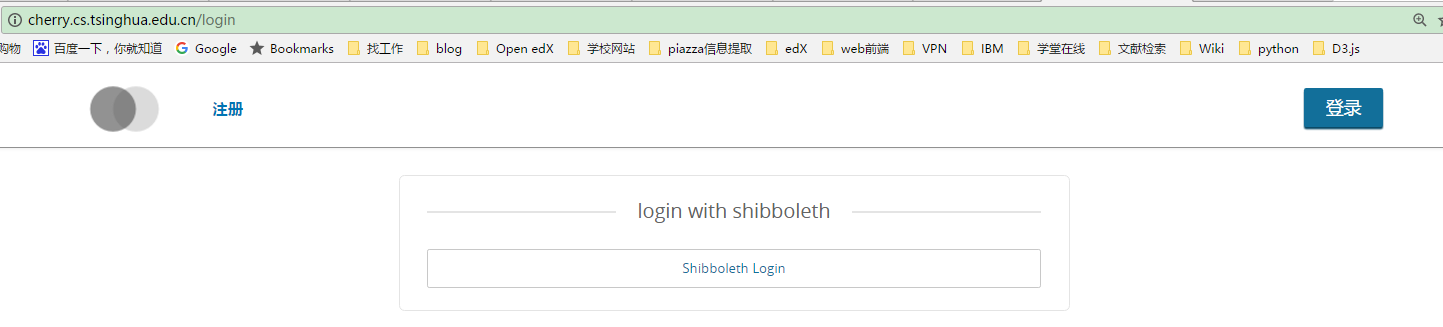 cherry.cs.tsinghua.edu.cn/login
购物 百度一下，你就知道 Google Bookmarks 找工作 blog Open edX 学校网站 piazza信息提取 edX web前端 VPN IBM 学堂在线 文献检索 Wiki python D3.js
注册 登录
login with shibboleth
Shibboleth Login